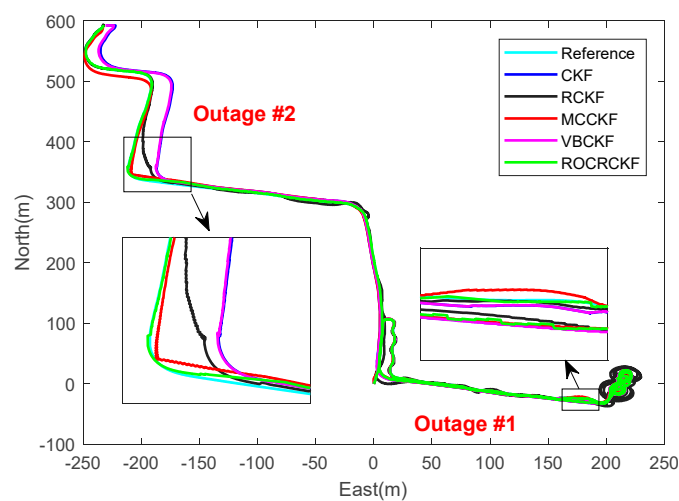 600
500
400
300
200
100
0
-100
North(m)
-250
-200
-150
-100
-50
0
50
100
150
200
250
East(m)
Reference
CKF
RCKF
MCCKF
VBCKF
ROCRCKF
Outage #2
Outage #1